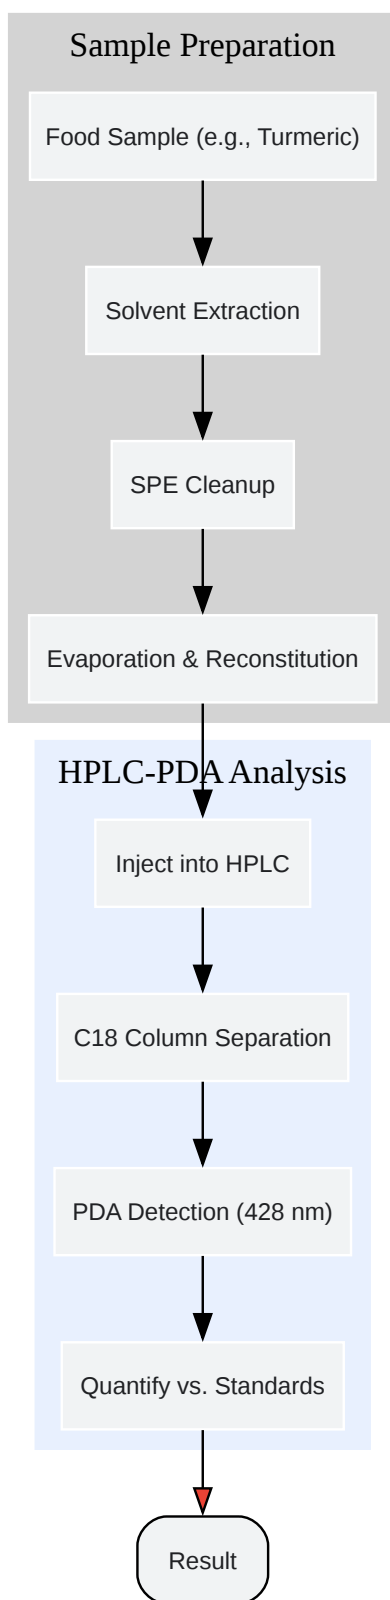 Sample Preparation
Food Sample (e.g., Turmeric)
Solvent Extraction
SPE Cleanup
Evaporation & Reconstitution
HPLC-PDA Analysis
Inject into HPLC
C18 Column Separation
PDA Detection (428 nm)
Quantify vs. Standards
Result